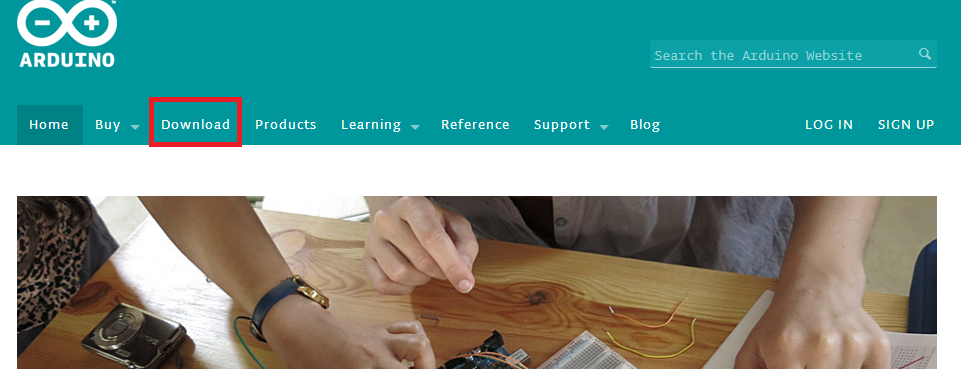 ARDUINO
Search the Arduino Website
Home Buy Download Products Learning Reference Support Blog LOG IN SIGN UP